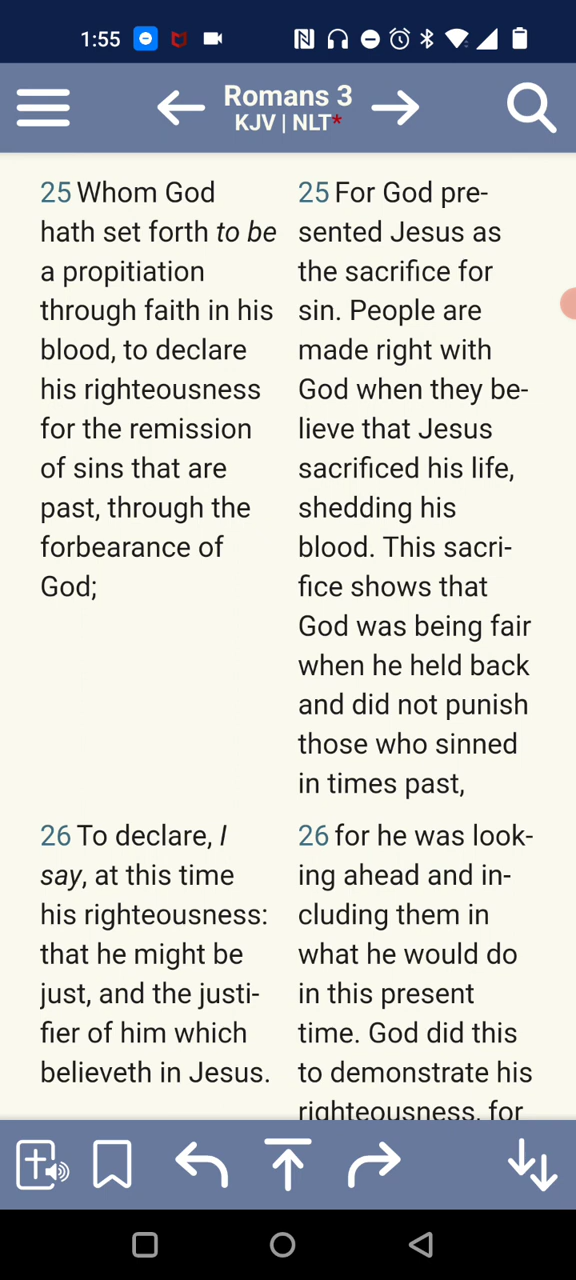 1:55
Romans 3
KJV | NLT*
25 Whom God
hath set forth to be
a propitiation
through faith in his
blood, to declare
his righteousness
for the remission
of sins that are
past, through the
forbearance of
God;
25 For God pre-
sented Jesus as
the sacrifice for
sin. People are
made right with
God when they be-
lieve that Jesus
sacrificed his life,
shedding his
blood. This sacri-
fice shows that
God was being fair
when he held back
and did not punish
those who sinned
in times past,
26 To declare, I
say, at this time
his righteousness:
that he might be
just, and the justi-
fier of him which
believeth in Jesus.
26 for he was look-
ing ahead and in-
cluding them in
what he would do
in this present
time. God did this
to demonstrate his
righteousness, for